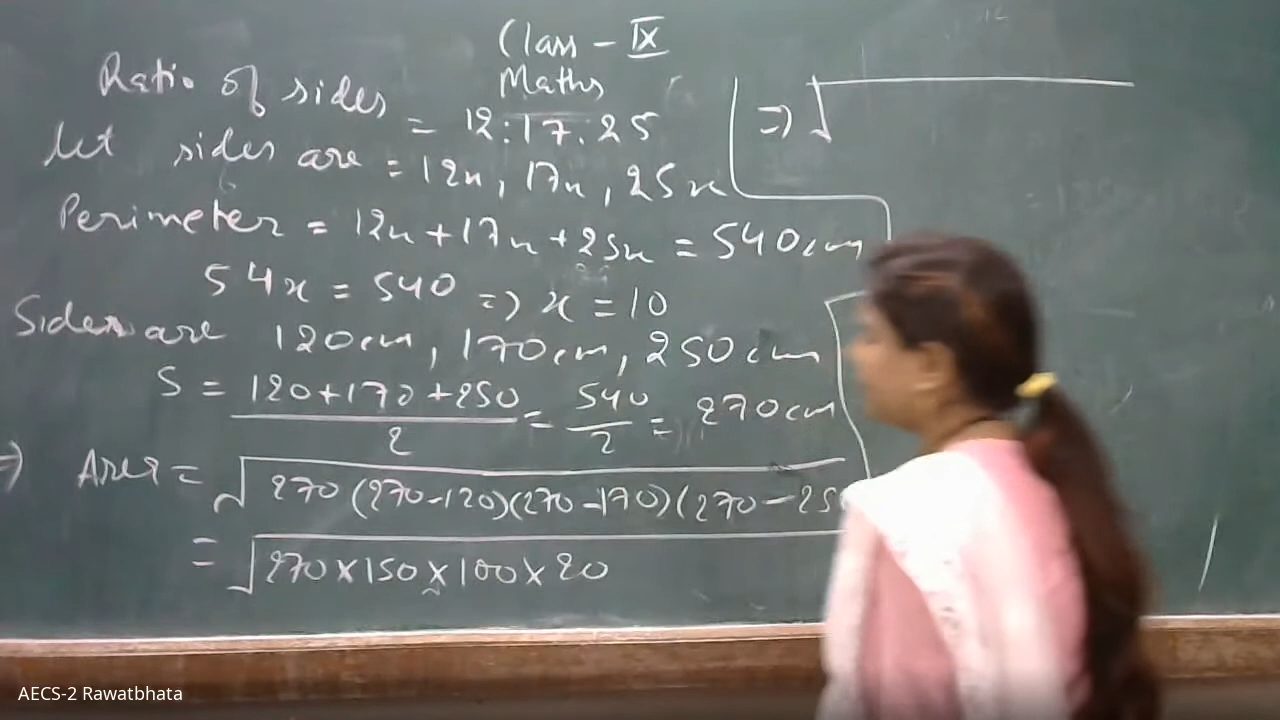 Class - IX
Maths
Ratio of sides = 12:17:25
Let sides are = 12x, 17x, 25x
Perimeter = 12x + 17x + 25x = 540cm
54x = 540 => x = 10
Sides are 120cm, 170cm, 250cm
S = 120+170+250/2 = 540/2 = 270cm
=> Area = √270(270-120)(270-170)(270-25
= √270×150×100×20
=> √
AECS-2 Rawatbhata